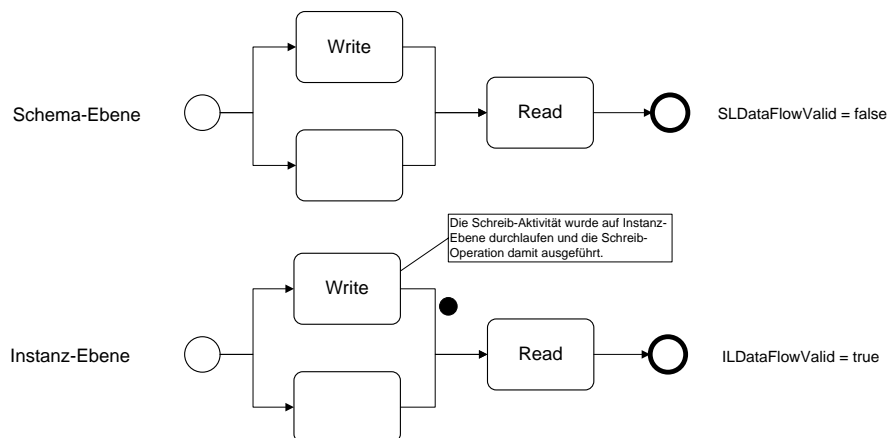 Write
Schema-Ebene
Read
SLDataFlowValid = false
Die Schreib-Aktivität wurde auf Instanz-
Ebene durchlaufen und die Schreib-
Operation damit ausgeführt.
Write
Instanz-Ebene
Read
ILDataFlowValid = true